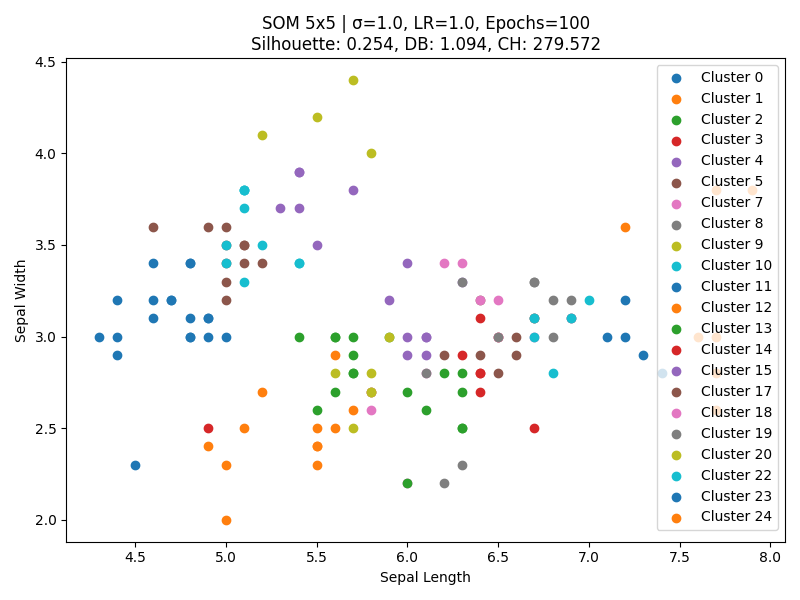 SOM 5x5 | σ=1.0, LR=1.0, Epochs=100
Silhouette: 0.254, DB: 1.094, CH: 279.572
4.5
4.0
3.5
3.0
2.5
2.0
Sepal Width
Cluster 0
Cluster 1
Cluster 2
Cluster 3
Cluster 4
Cluster 5
Cluster 7
Cluster 8
Cluster 9
Cluster 10
Cluster 11
Cluster 12
Cluster 13
Cluster 14
Cluster 15
Cluster 17
Cluster 18
Cluster 19
Cluster 20
Cluster 22
Cluster 23
Cluster 24
4.5 5.0 5.5 6.0 6.5 7.0 7.5 8.0
Sepal Length